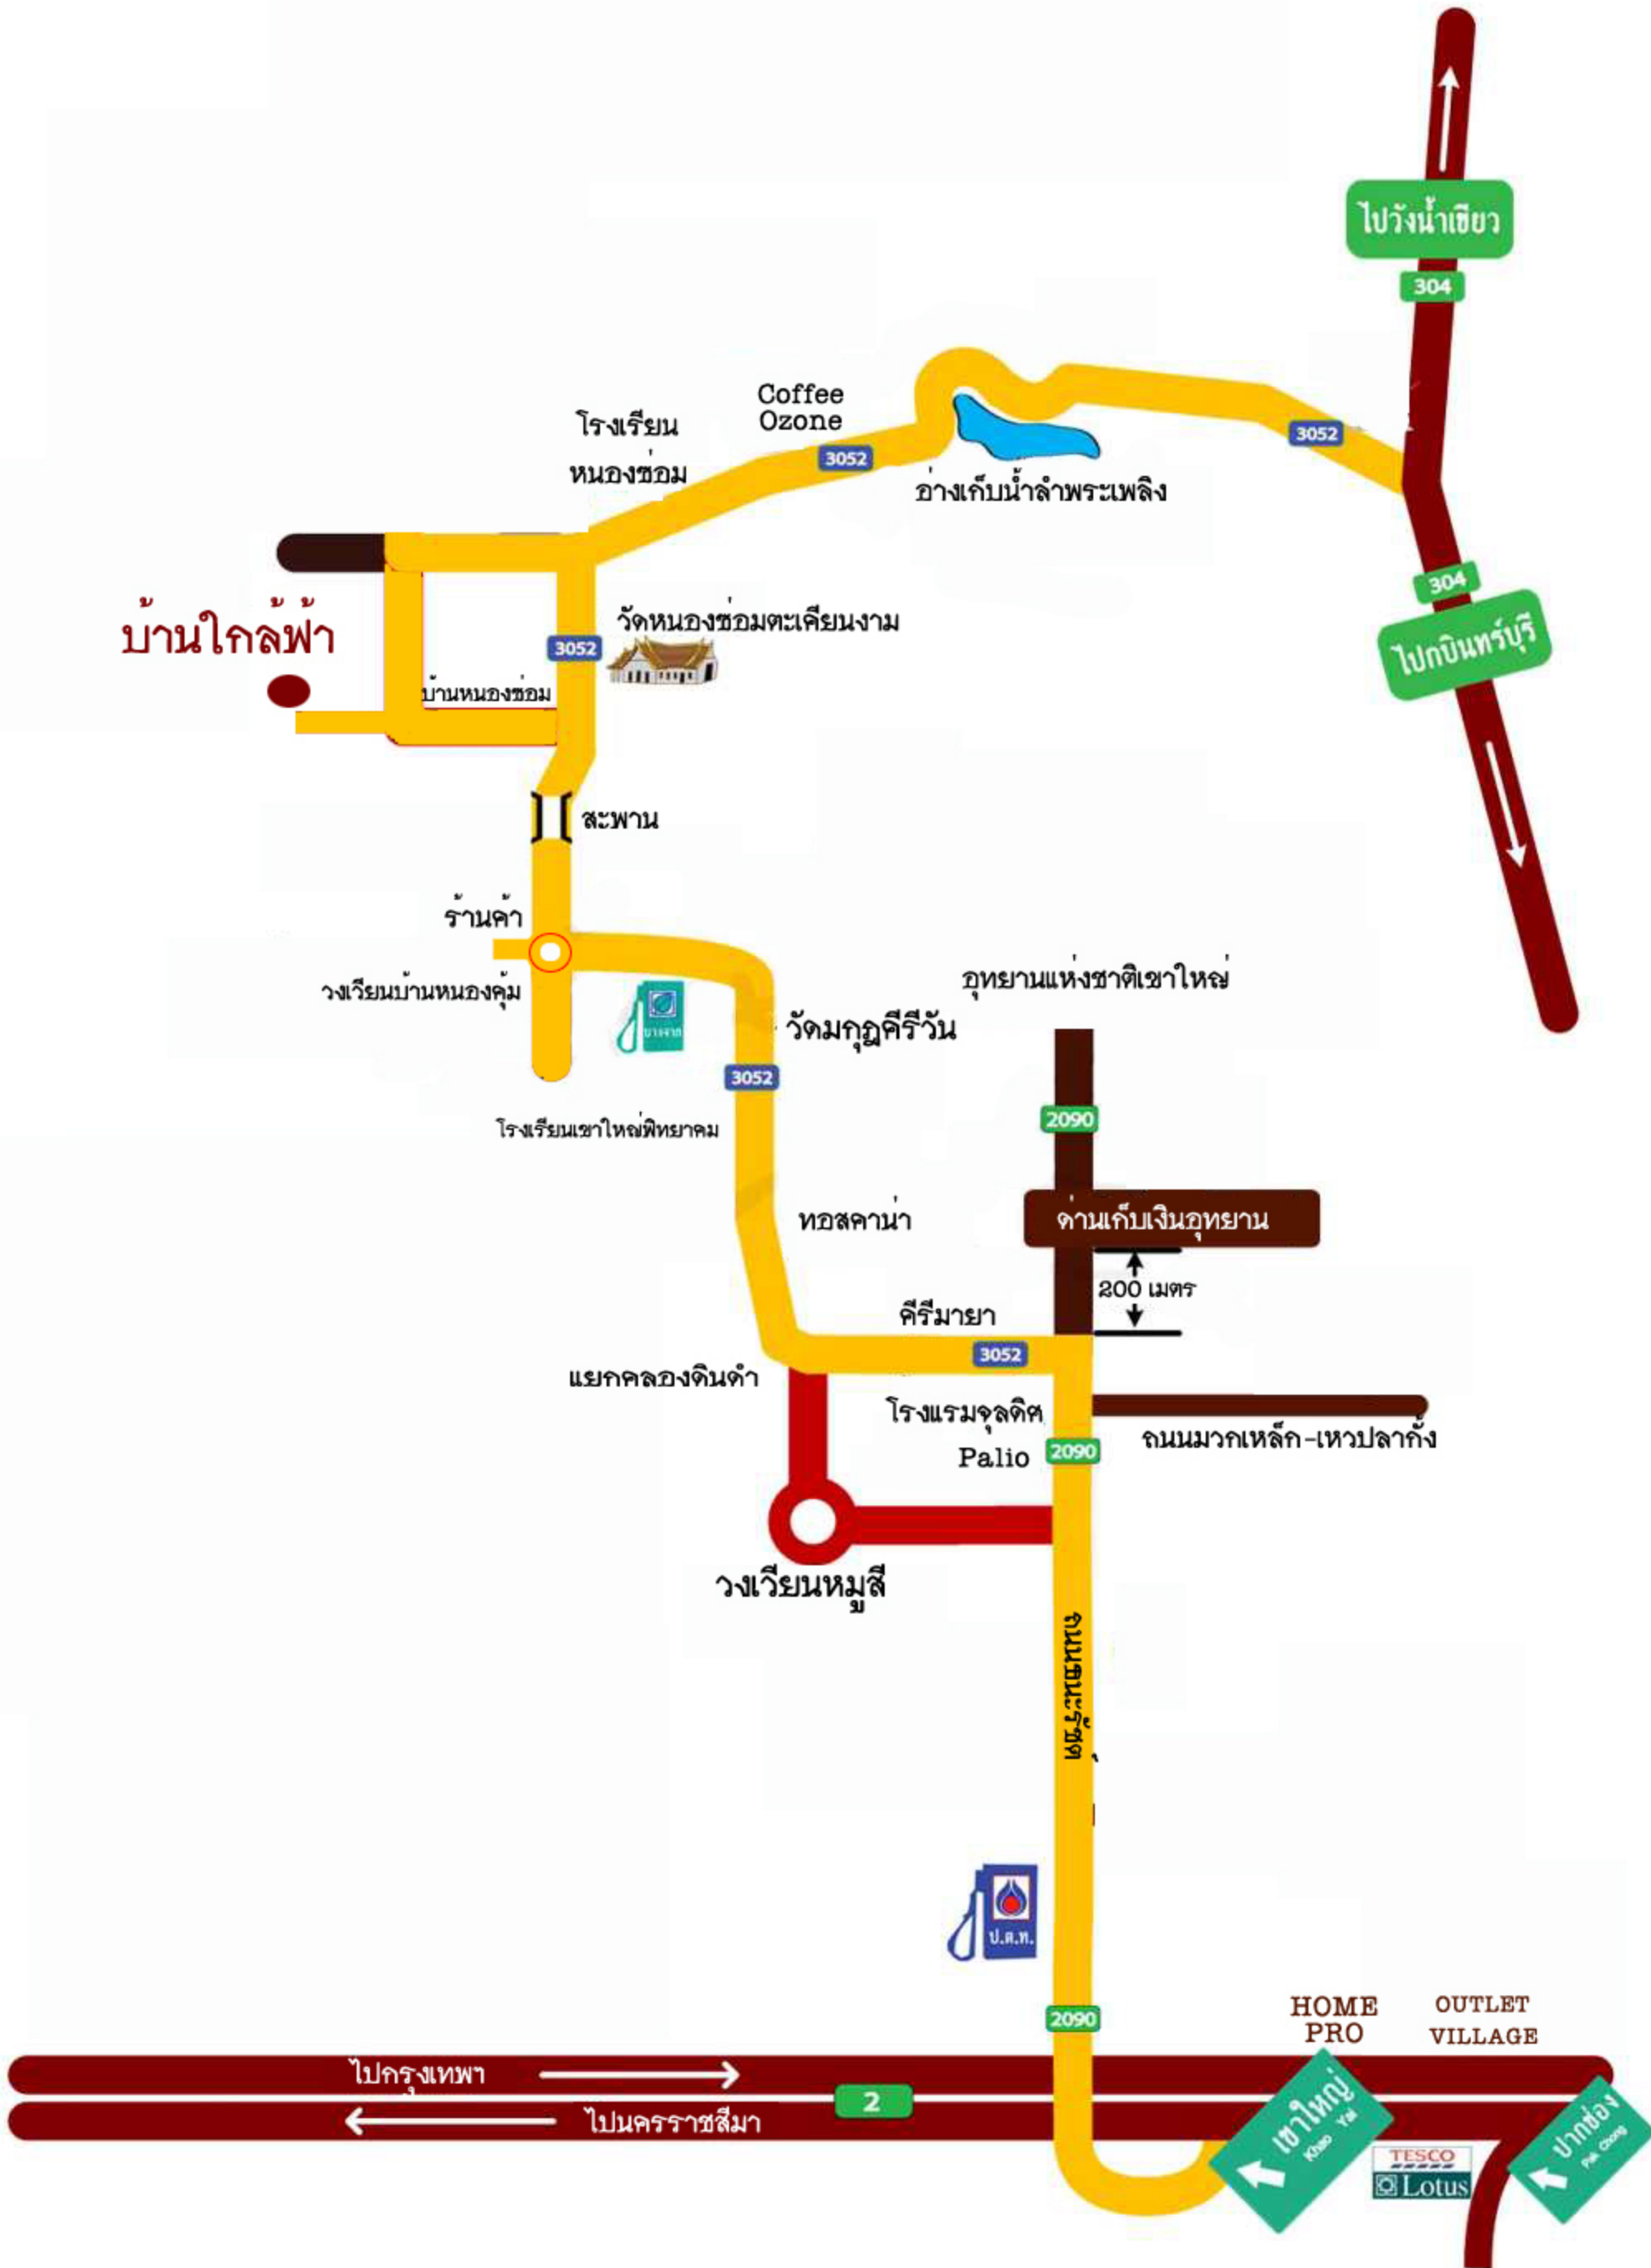 ไปวังน้ำเขียว
304
Coffee
Ozone
โรงเรียน
หนองซ่อม
3052
3052
อ่างเก็บน้ำลำพระเพลิง
304
ไปกบินทร์บุรี
บ้านใกล้ฟ้า
วัดหนองซ่อมตะเคียนงาม
3052
บ้านหนองซ่อม
สะพาน
ร้านค้า
วงเวียนบ้านหนองคุ้ม
บางจาก
อุทยานแห่งชาติเขาใหญ่
วัดมกุฏคีรีวัน
3052
2090
โรงเรียนเขาใหญ่พิทยาคม
ทอสคาน่า
ด่านเก็บเงินอุทยาน
200 เมตร
คีรีมายา
3052
แยกคลองดินดำ
โรงแรมจุลดิศ
Palio
2090
ถนนมวกเหล็ก-เหวปลากั้ง
วงเวียนหมูสี
ถนนธนะรัชต์
ป.ต.ท.
2090
HOME
PRO
OUTLET
VILLAGE
ไปกรุงเทพฯ
2
ไปนครราชสีมา
เขาใหญ่
Khao Yai
ปากช่อง
Pak Chong
TESCO
Lotus